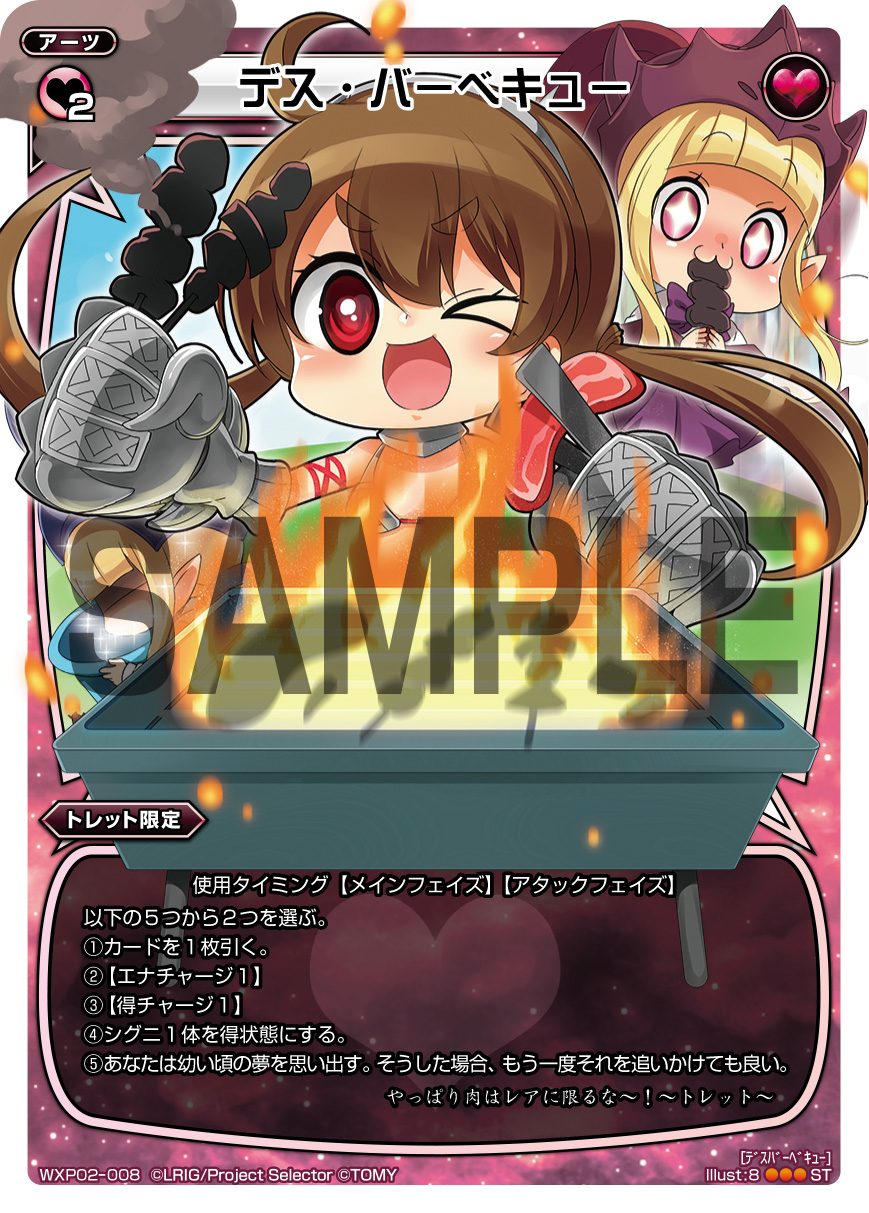 アーツ
デス・バーベキュー
2
SAMPLE
トレット限定
使用タイミング【メインフェイズ】【アタックフェイズ】
以下の５つから２つを選ぶ。
①カードを１枚引く。
②【エナチャージ１】
③【得チャージ１】
④シグニ１体を得状態にする。
⑤あなたは幼い頃の夢を思い出す。そうした場合、もう一度それを追いかけても良い。
やっぱり肉はレアに限るな～！～トレット～
[ﾃﾞｽﾊﾞｰﾍﾞｷｭｰ]
WXP02-008 ©LRIG/Project Selector ©TOMY Illust:8 ST